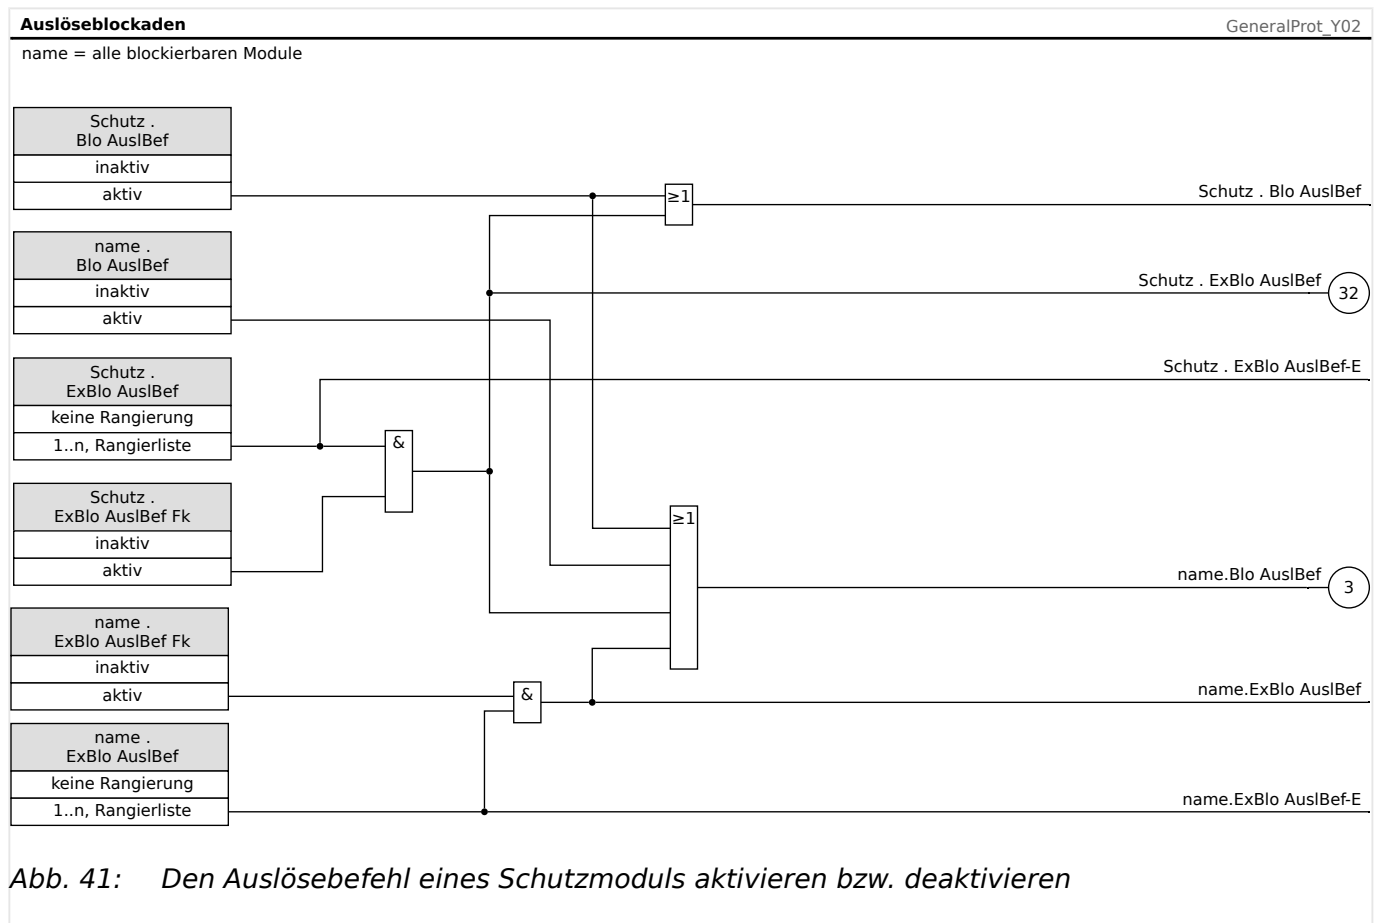 Auslöseblockaden
GeneralProt_Y02
name = alle blockierbaren Module
Schutz .
Blo AuslBef
inaktiv
aktiv
≥1
Schutz . Blo AuslBef
name .
Blo AuslBef
inaktiv
aktiv
Schutz . ExBlo AuslBef
32
Schutz .
ExBlo AuslBef
keine Rangierung
1..n, Rangierliste
Schutz . ExBlo AuslBef-E
&
Schutz .
ExBlo AuslBef Fk
inaktiv
aktiv
≥1
name.Blo AuslBef
3
name .
ExBlo AuslBef Fk
inaktiv
aktiv
&
name.ExBlo AuslBef
name .
ExBlo AuslBef
keine Rangierung
1..n, Rangierliste
name.ExBlo AuslBef-E
Abb. 41: Den Auslösebefehl eines Schutzmoduls aktivieren bzw. deaktivieren